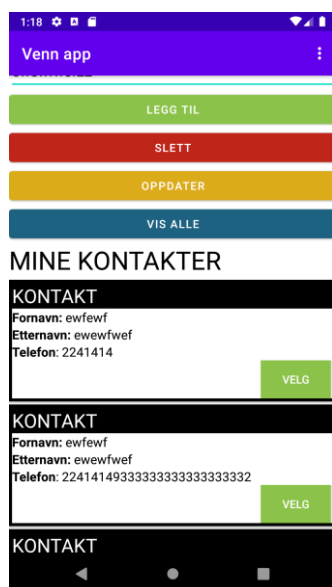 1:18
Venn app
LEGG TIL
SLETT
OPPDATER
VIS ALLE
MINE KONTAKTER
KONTAKT
Fornavn: ewfewf
Etternavn: ewewfwef
Telefon: 2241414
VELG
KONTAKT
Fornavn: ewfewf
Etternavn: ewewfwef
Telefon: 22414149333333333333333332
VELG
KONTAKT